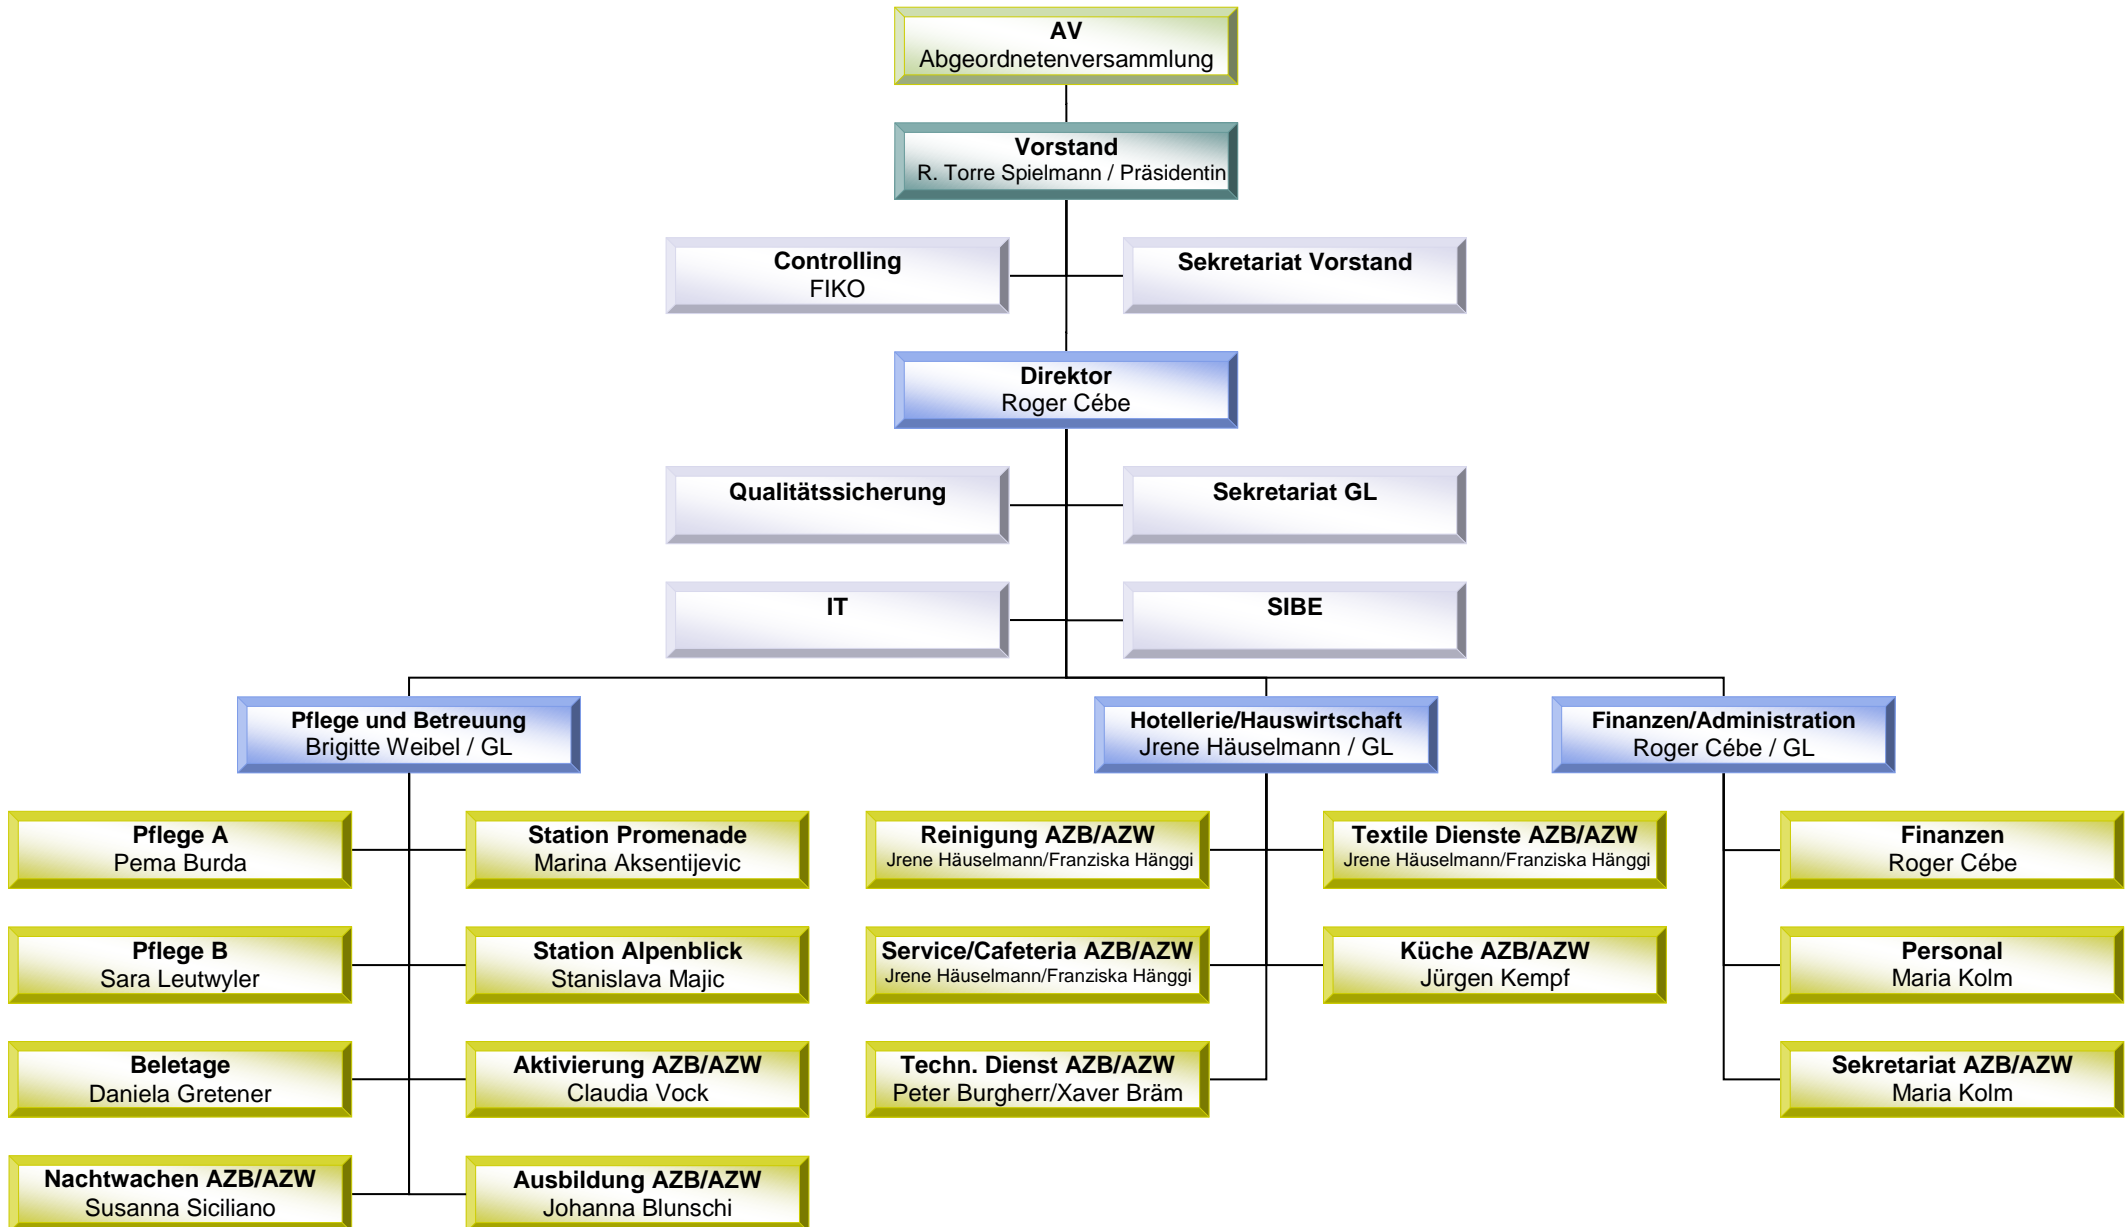 AV
Abgeordnetenversammlung
Vorstand
R. Torre Spielmann / Präsidentin
Controlling
FIKO
Sekretariat Vorstand
Direktor
Roger Cébe
Qualitätssicherung
Sekretariat GL
IT
SIBE
Pflege und Betreuung
Brigitte Weibel / GL
Hotellerie/Hauswirtschaft
Jrene Häuselmann / GL
Finanzen/Administration
Roger Cébe / GL
Pflege A
Pema Burda
Station Promenade
Marina Aksentijevic
Reinigung AZB/AZW
Jrene Häuselmann/Franziska Hänggi
Textile Dienste AZB/AZW
Jrene Häuselmann/Franziska Hänggi
Finanzen
Roger Cébe
Pflege B
Sara Leutwyler
Station Alpenblick
Stanislava Majic
Service/Cafeteria AZB/AZW
Jrene Häuselmann/Franziska Hänggi
Küche AZB/AZW
Jürgen Kempf
Personal
Maria Kolm
Beletage
Daniela Gretener
Aktivierung AZB/AZW
Claudia Vock
Techn. Dienst AZB/AZW
Peter Burgherr/Xaver Bräm
Sekretariat AZB/AZW
Maria Kolm
Nachtwachen AZB/AZW
Susanna Siciliano
Ausbildung AZB/AZW
Johanna Blunschi